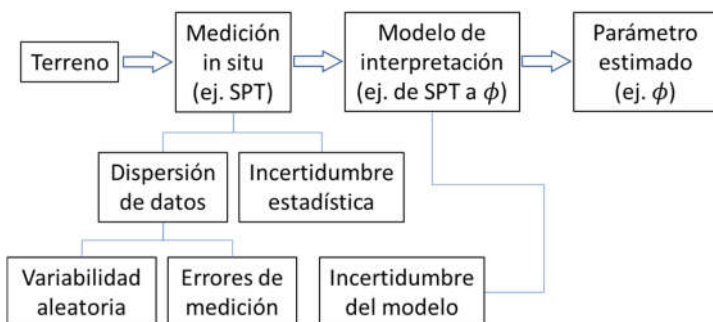 Terreno
Medición
in situ
(ej. SPT)
Modelo de
interpretación
(ej. de SPT a ϕ)
Parámetro
estimado
(ej. ϕ)
Dispersión
de datos
Incertidumbre
estadística
Variabilidad
aleatoria
Errores de
medición
Incertidumbre
del modelo